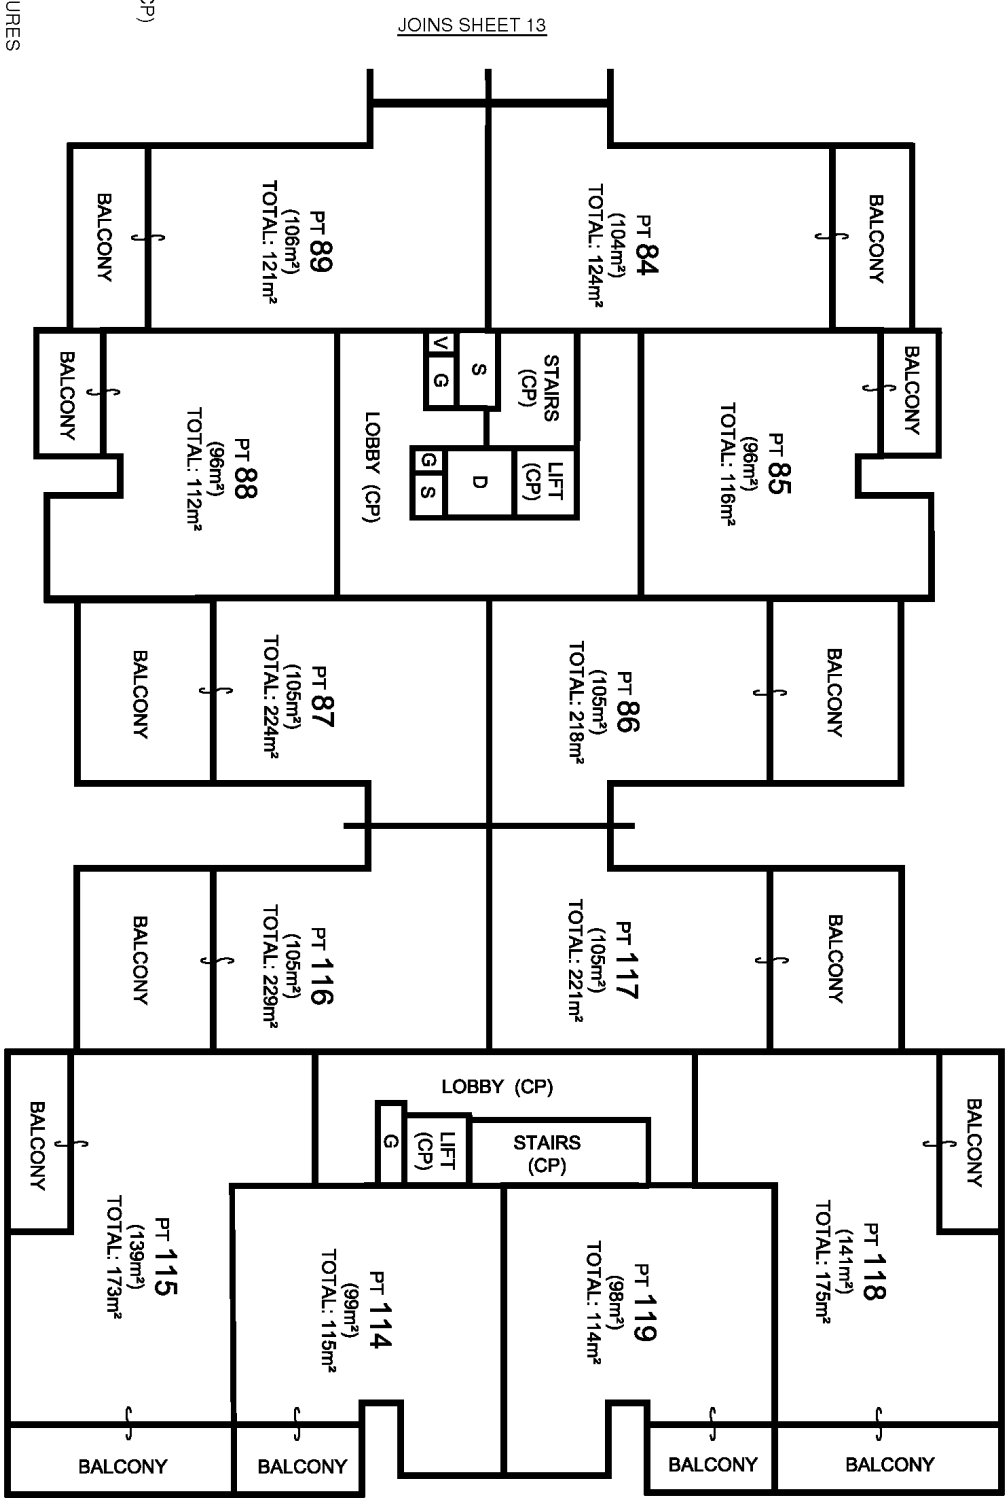 CP)
URES
JOINS SHEET 13
BALCONY
PT 89
(106m²)
TOTAL: 121m²
PT 84
(104m²)
TOTAL: 124m²
BALCONY
BALCONY
PT 88
(96m²)
TOTAL: 112m²
LOBBY (CP)
V
G
S
STAIRS
(CP)
G
S
D
LIFT
(CP)
PT 85
(96m²)
TOTAL: 116m²
BALCONY
BALCONY
PT 87
(105m²)
TOTAL: 224m²
PT 86
(105m²)
TOTAL: 218m²
BALCONY
BALCONY
PT 116
(105m²)
TOTAL: 229m²
PT 117
(105m²)
TOTAL: 221m²
BALCONY
BALCONY
PT 115
(139m²)
TOTAL: 173m²
LOBBY (CP)
G
LIFT
(CP)
STAIRS
(CP)
BALCONY
PT 118
(141m²)
TOTAL: 175m²
PT 114
(99m²)
TOTAL: 115m²
PT 119
(98m²)
TOTAL: 114m²
BALCONY
BALCONY
BALCONY
BALCONY